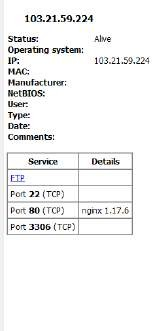 103.21.59.224
Status: Alive
Operating system:
IP: 103.21.59.224
MAC:
Manufacturer:
NetBIOS:
User:
Type:
Date:
Comments:
Service Details
FTP
Port 22 (TCP)
Port 80 (TCP) nginx 1.17.6
Port 3306 (TCP)